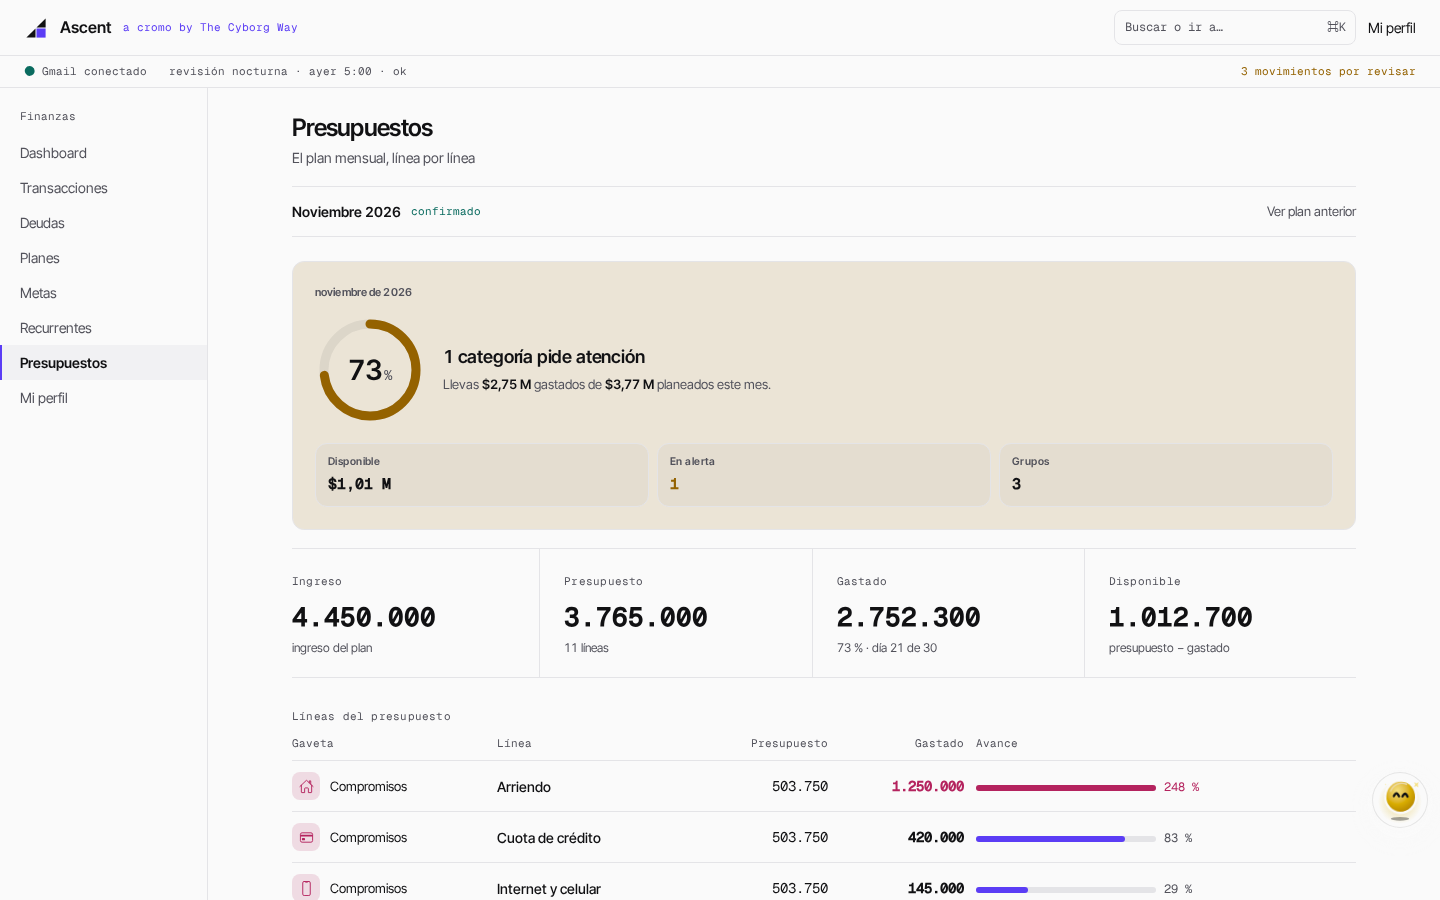 Ascent a cromo by The Cyborg Way
Buscar o ir a… ⌘K
Mi perfil
Gmail conectado revisión nocturna · ayer 5:00 · ok
3 movimientos por revisar
Finanzas
Dashboard
Transacciones
Deudas
Planes
Metas
Recurrentes
Presupuestos
Mi perfil
Presupuestos
El plan mensual, línea por línea
Noviembre 2026 confirmado
Ver plan anterior
noviembre de 2026
73%
1 categoría pide atención
Llevas $2,75 M gastados de $3,77 M planeados este mes.
Disponible
$1,01 M
En alerta
1
Grupos
3
Ingreso
4.450.000
ingreso del plan
Presupuesto
3.765.000
11 líneas
Gastado
2.752.300
73 % · día 21 de 30
Disponible
1.012.700
presupuesto − gastado
Líneas del presupuesto
Gaveta Línea Presupuesto Gastado Avance
Compromisos Arriendo 503.750 1.250.000 248 %
Compromisos Cuota de crédito 503.750 420.000 83 %
Compromisos Internet y celular 503.750 145.000 29 %